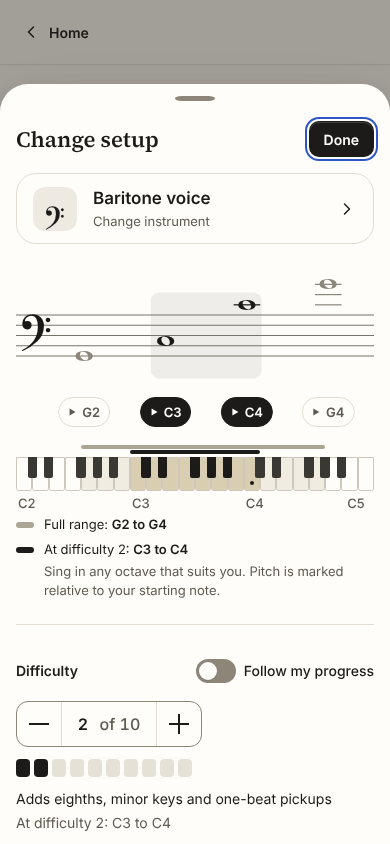 Home
Change setup
Done
Baritone voice
Change instrument
G2 C3 C4 G4
C2 C3 C4 C5
Full range: G2 to G4
At difficulty 2: C3 to C4
Sing in any octave that suits you. Pitch is marked
relative to your starting note.
Difficulty
Follow my progress
2 of 10
Adds eighths, minor keys and one-beat pickups
At difficulty 2: C3 to C4